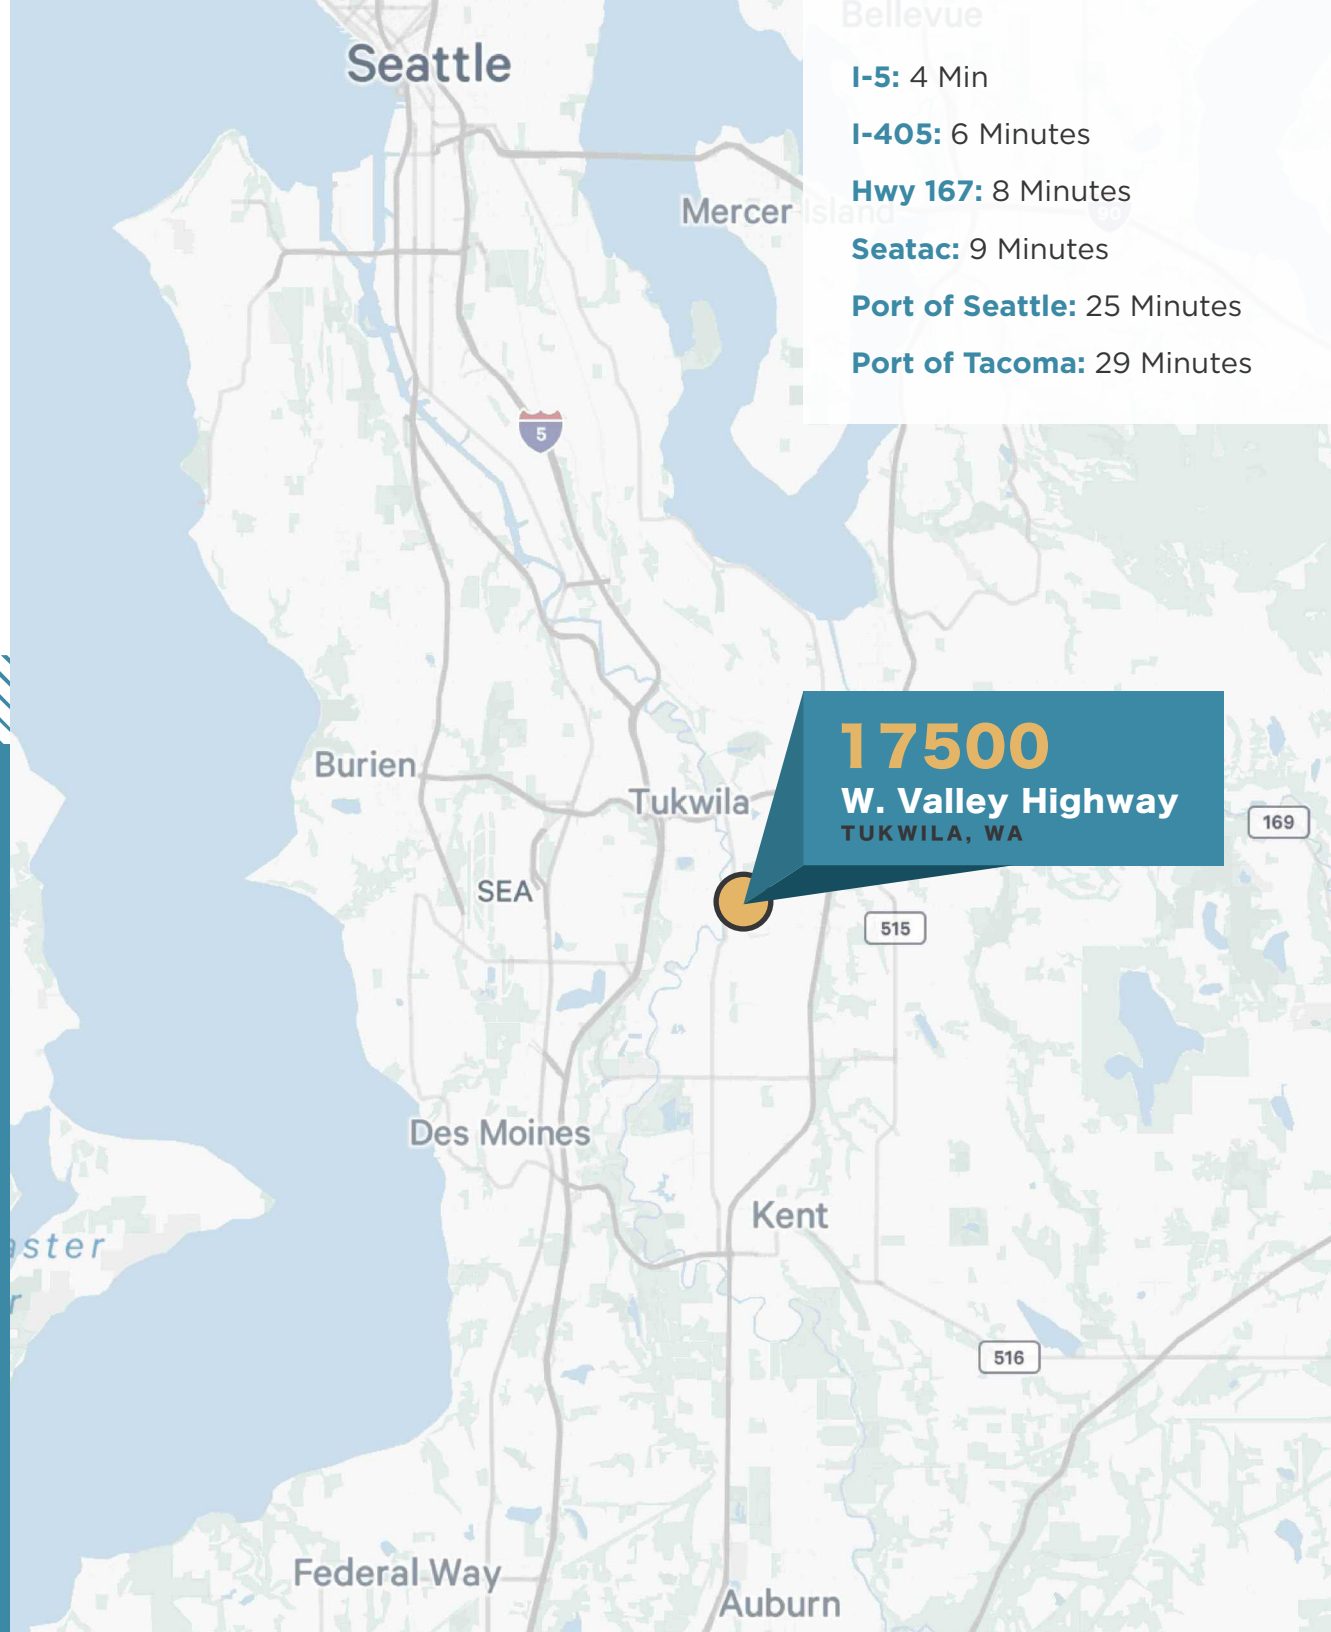 Bellevue
Seattle
I-5: 4 Min
I-405: 6 Minutes
Hwy 167: 8 Minutes
Mercer Island
90
Seatac: 9 Minutes
Port of Seattle: 25 Minutes
Port of Tacoma: 29 Minutes
5
17500
W. Valley Highway
TUKWILA, WA
Burien
Tukwila
169
SEA
515
Des Moines
Kent
516
Federal Way
Auburn